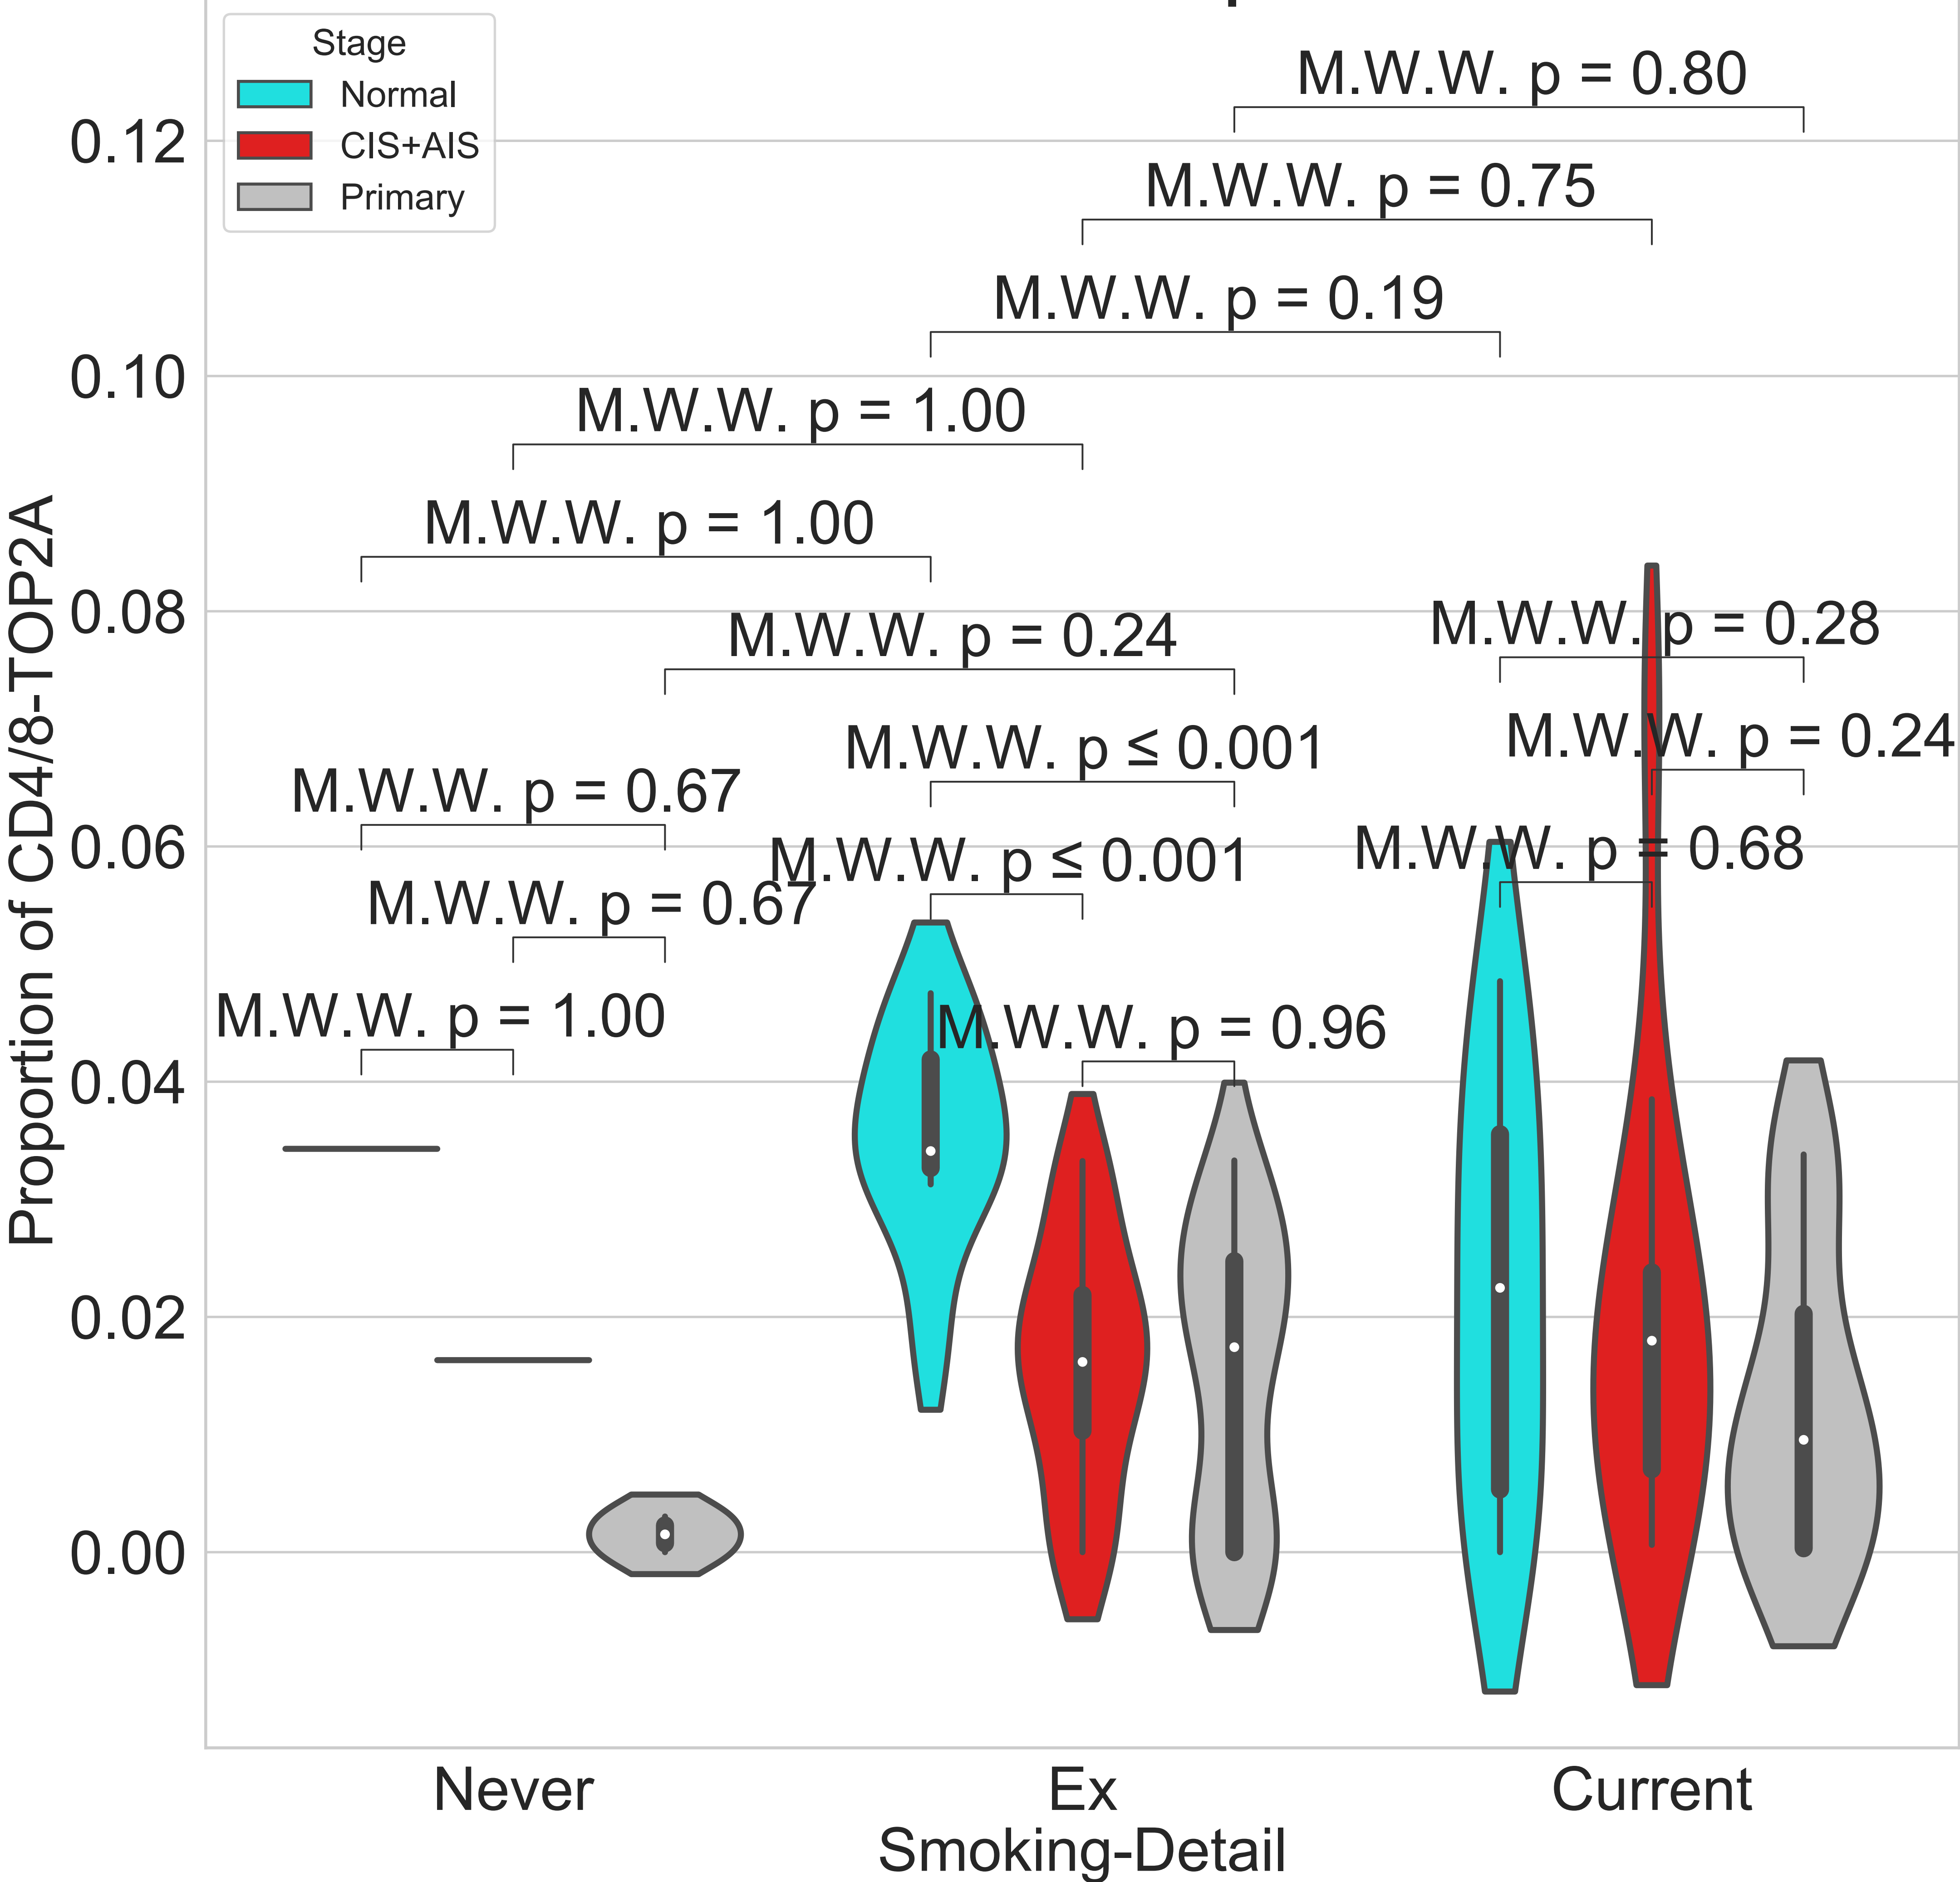 Stage
Normal
CIS+AIS
Primary
M.W.W. p = 0.80
M.W.W. p = 0.75
M.W.W. p = 0.19
M.W.W. p = 1.00
M.W.W. p = 1.00
M.W.W. p = 0.24
M.W.W. p = 0.28
M.W.W. p ≤ 0.001
M.W.W. p = 0.24
M.W.W. p = 0.67
M.W.W. p ≤ 0.001
M.W.W. p = 0.68
M.W.W. p = 0.67
M.W.W. p = 1.00
M.W.W. p = 0.96
0.12
0.10
0.08
0.06
0.04
0.02
0.00
Proportion of CD4/8-TOP2A
Never
Ex
Current
Smoking-Detail